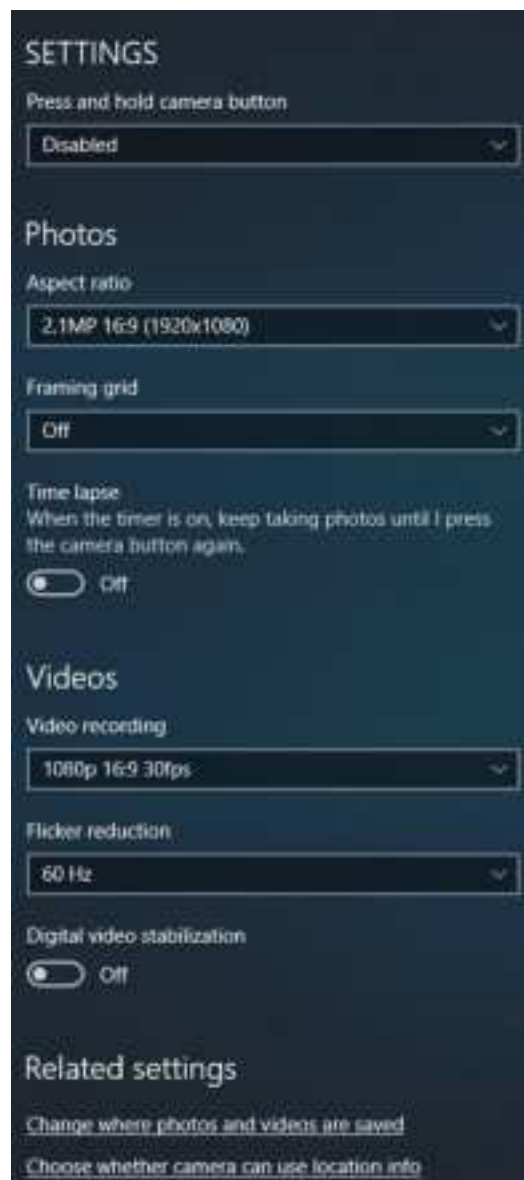 SETTINGS
Press and hold camera button
Disabled
Photos
Aspect ratio
2.1MP 16:9 (1920x1080)
Framing grid
Off
Time lapse
When the timer is on, keep taking photos until I press
the camera button again.
Off
Videos
Video recording
1080p 16:9 30fps
Flicker reduction
60 Hz
Digital video stabilization
Off
Related settings
Change where photos and videos are saved
Choose whether camera can use location info